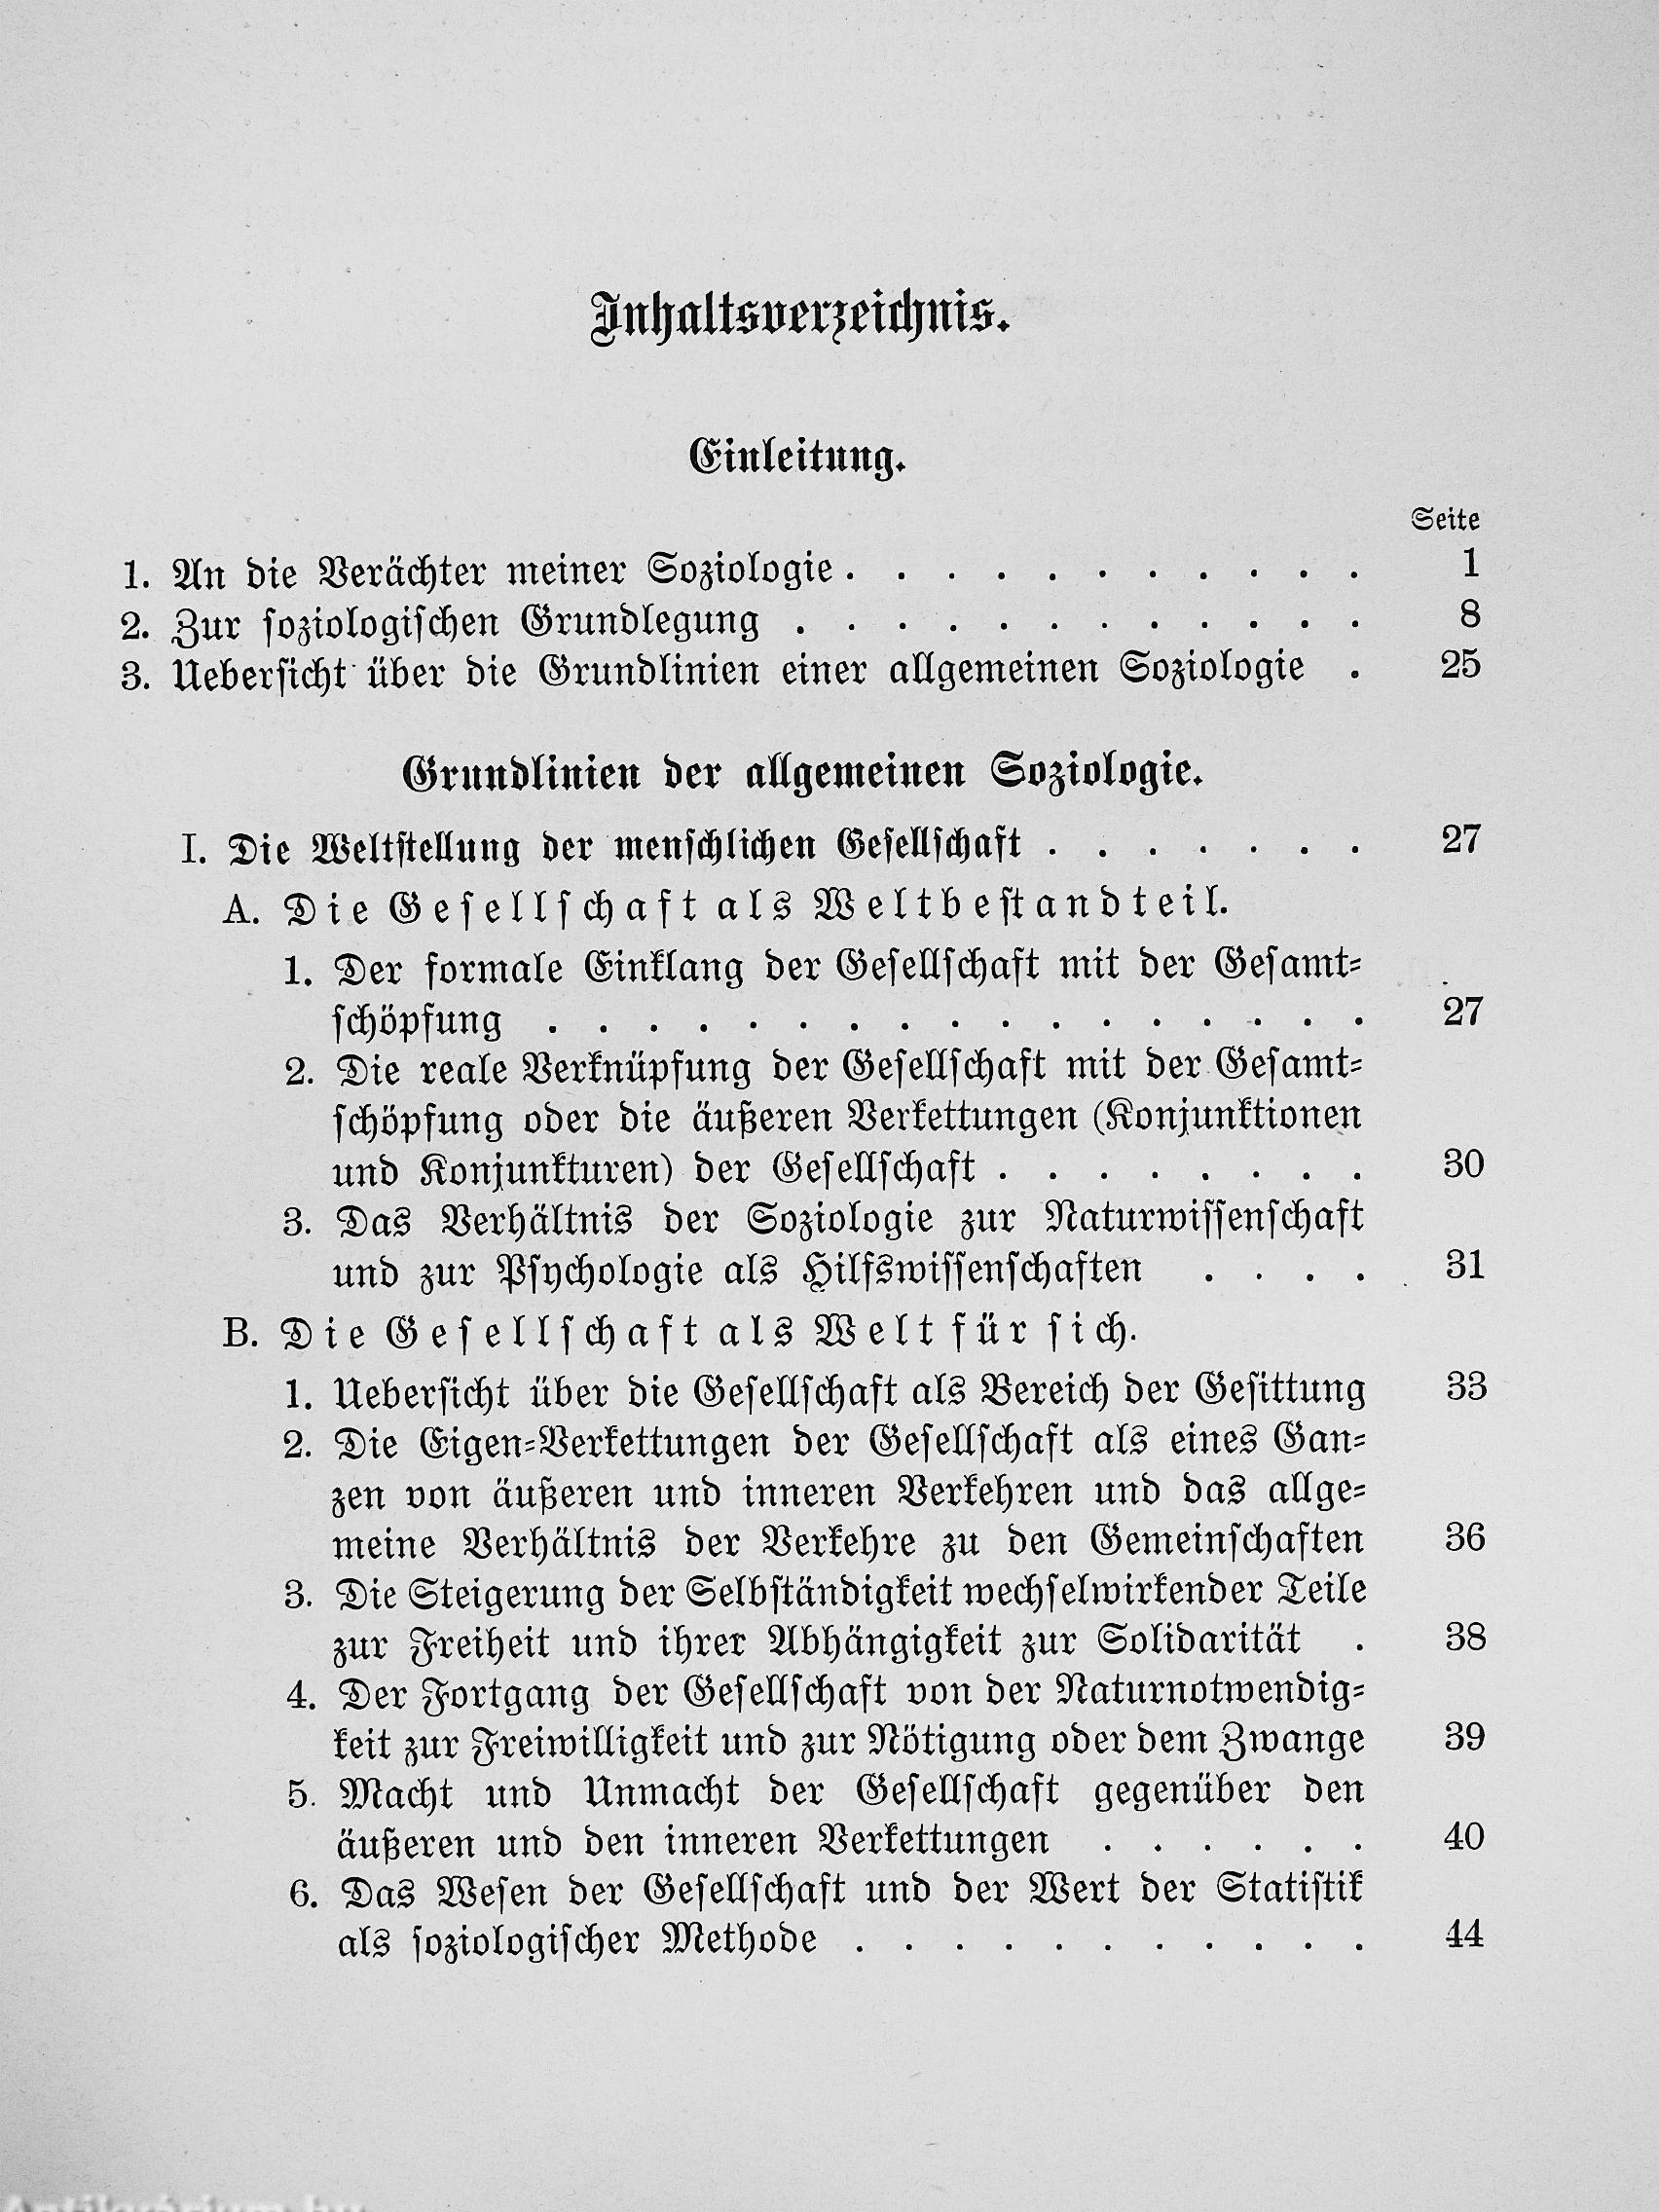 Inhaltsverzeichnis.
Einleitung.
Seite
1. An die Verächter meiner Soziologie . . . . . . . . . . . 1
2. Zur ſoziologiſchen Grundlegung . . . . . . . . . . . . 8
3. Ueberſicht über die Grundlinien einer allgemeinen Soziologie . 25
Grundlinien der allgemeinen Soziologie.
I. Die Weltſtellung der menſchlichen Geſellſchaft . . . . . . . 27
A. Die Geſellſchaft als Weltbeſtandteil.
1. Der formale Einklang der Geſellſchaft mit der Geſamt-
ſchöpfung . . . . . . . . . . . . . . . . . 27
2. Die reale Verknüpfung der Geſellſchaft mit der Geſamt-
ſchöpfung oder die äußeren Verkettungen (Konjunktionen
und Konjunkturen) der Geſellſchaft . . . . . . . . 30
3. Das Verhältnis der Soziologie zur Naturwiſſenſchaft
und zur Pſychologie als Hilfswiſſenſchaften . . . . 31
B. Die Geſellſchaft als Welt für ſich.
1. Ueberſicht über die Geſellſchaft als Bereich der Geſittung 33
2. Die Eigen-Verkettungen der Geſellſchaft als eines Gan-
zen von äußeren und inneren Verkehren und das allge-
meine Verhältnis der Verkehre zu den Gemeinſchaften 36
3. Die Steigerung der Selbſtändigkeit wechſelwirkender Teile
zur Freiheit und ihrer Abhängigkeit zur Solidarität . 38
4. Der Fortgang der Geſellſchaft von der Naturnotwendig-
keit zur Freiwilligkeit und zur Nötigung oder dem Zwange 39
5. Macht und Unmacht der Geſellſchaft gegenüber den
äußeren und den inneren Verkettungen . . . . . . 40
6. Das Weſen der Geſellſchaft und der Wert der Statiſtik
als ſoziologiſcher Methode . . . . . . . . . . . 44